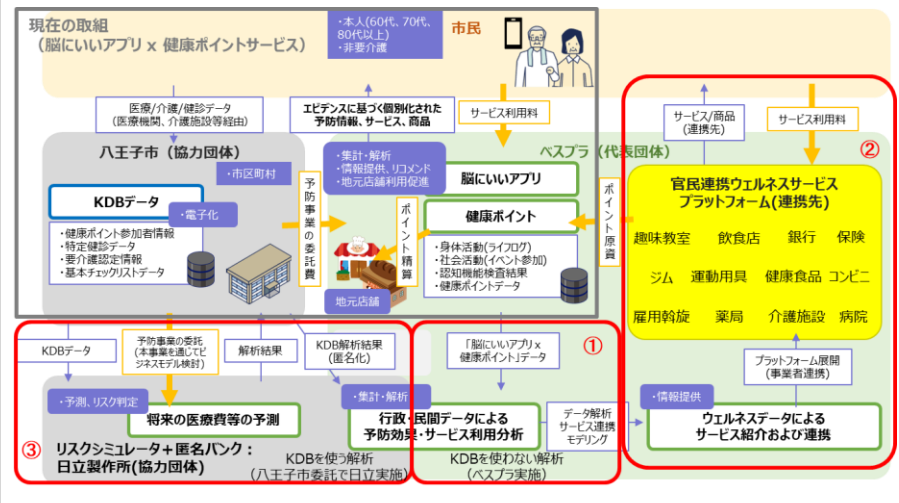 現在の取組
（脳にいいアプリ x 健康ポイントサービス）
・本人(60代、70代、
80代以上)
・非要介護
市民
医療/介護/健診データ
(医療機関、介護施設等経由)
エビデンスに基づく個別化された
予防情報、サービス、商品
サービス利用料
サービス/商品
(連携先)
サービス利用料
②
八王子市（協力団体）
・市区町村
KDBデータ
・電子化
・健康ポイント参加者情報
・特定健診データ
・要介護認定情報
・基本チェックリストデータ
予防事業の委託費
ベスプラ（代表団体）
・集計・解析
・情報提供、リコメンド
・地元店舗利用促進
脳にいいアプリ
健康ポイント
・身体活動(ライフログ)
・社会活動(イベント参加)
・認知機能検査結果
・健康ポイントデータ
ポイント精算
地元店舗
ポイント原資
官民連携ウェルネスサービス
プラットフォーム(連携先)
趣味教室 飲食店 銀行 保険
ジム 運動用具 健康食品 コンビニ
雇用斡旋 薬局 介護施設 病院
KDBデータ
予防事業の委託
(本事業を通じてビ
ジネスモデル検討)
解析結果
KDB解析結果
(匿名化)
①
「脳にいいアプリx
健康ポイント」データ
プラットフォーム展開
(事業者連携)
・予測、リスク判定
将来の医療費等の予測
・集計・解析
行政・民間データによる
予防効果・サービス利用分析
データ解析
サービス連携
モデリング
・情報提供
ウェルネスデータによる
サービス紹介および連携
③
リスクシミュレータ＋匿名バンク：
日立製作所(協力団体)
KDBを使う解析
（八王子市委託で日立実施）
KDBを使わない解析
（ベスプラ実施）